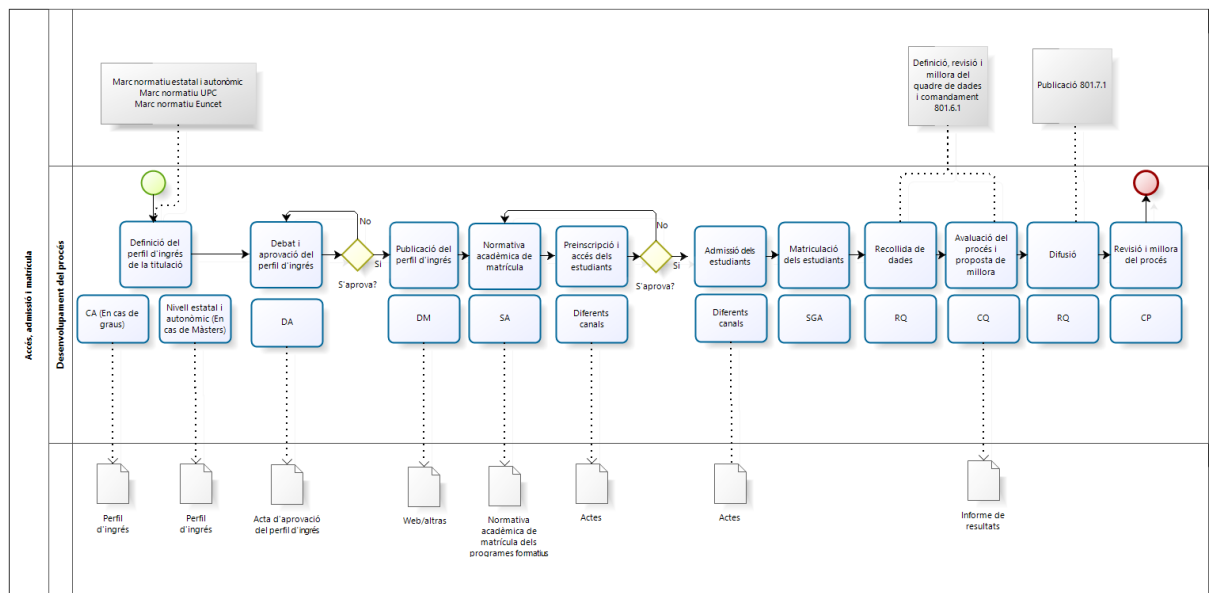 Accés, admisió i matrícula
Desenvolupament del procés
Marc normatiu estatal i autonòmic
Marc normatiu UPC
Marc normatiu Euncet
Definició, revisió i
millora del
quadre de dades
i comandament
801.6.1
Publicació 801.7.1
Definició del
perfil d'ingrés
de la titulació
Debat i
aprovació del
perfil d'ingrés
No
Si
S'aprova?
Publicació del
perfil d'ingrés
Normativa
acadèmica de
matrícula
Preinscripció i
accés dels
estudiants
No
Si
S'aprova?
Admissió dels
estudiants
Matriculació
dels estudiants
Recollida de
dades
Avaluació del
procés i
proposta de
millora
Difusió
Revisió i millora
del procés
CA (En cas de
graus)
Nivell estatal i
autonòmic (En
cas de Màsters)
DA
DM
SA
Diferents
canals
Diferents
canals
SGA
RQ
CQ
RQ
CP
Perfil
d'ingrés
Perfil
d'ingrés
Acta d'aprovació
del perfil d'ingrés
Web/altras
Normativa
acadèmica de
matrícula dels
programes formatius
Actes
Actes
Informe de
resultats